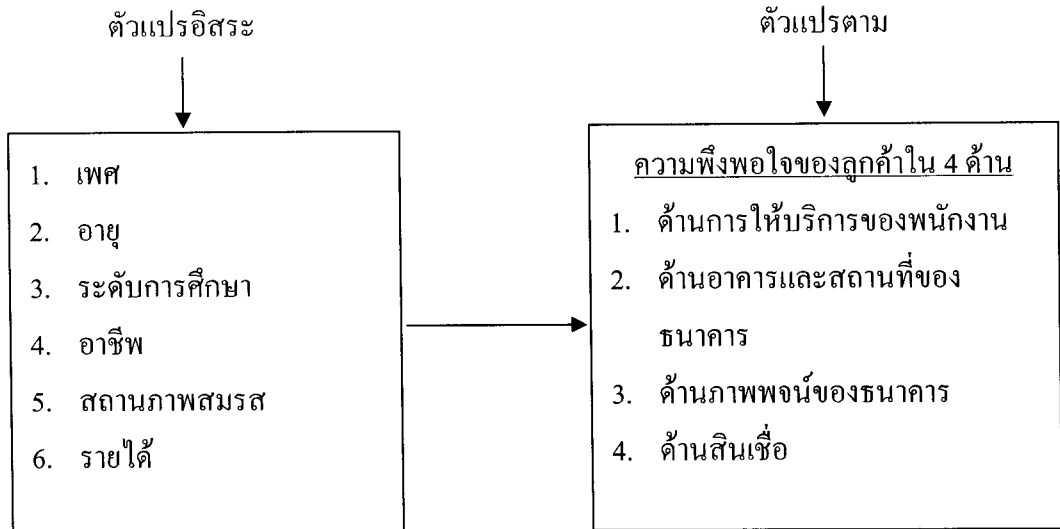 ตัวแปรอิสระ
1. เพศ
2. อายุ
3. ระดับการศึกษา
4. อาชีพ
5. สถานภาพสมรส
6. รายได้
ตัวแปรตาม
ความพึงพอใจของลูกค้าใน 4 ด้าน
1. ด้านการให้บริการของพนักงาน
2. ด้านอาคารและสถานที่ของ
ธนาคาร
3. ด้านภาพพจน์ของธนาคาร
4. ด้านสินเชื่อ